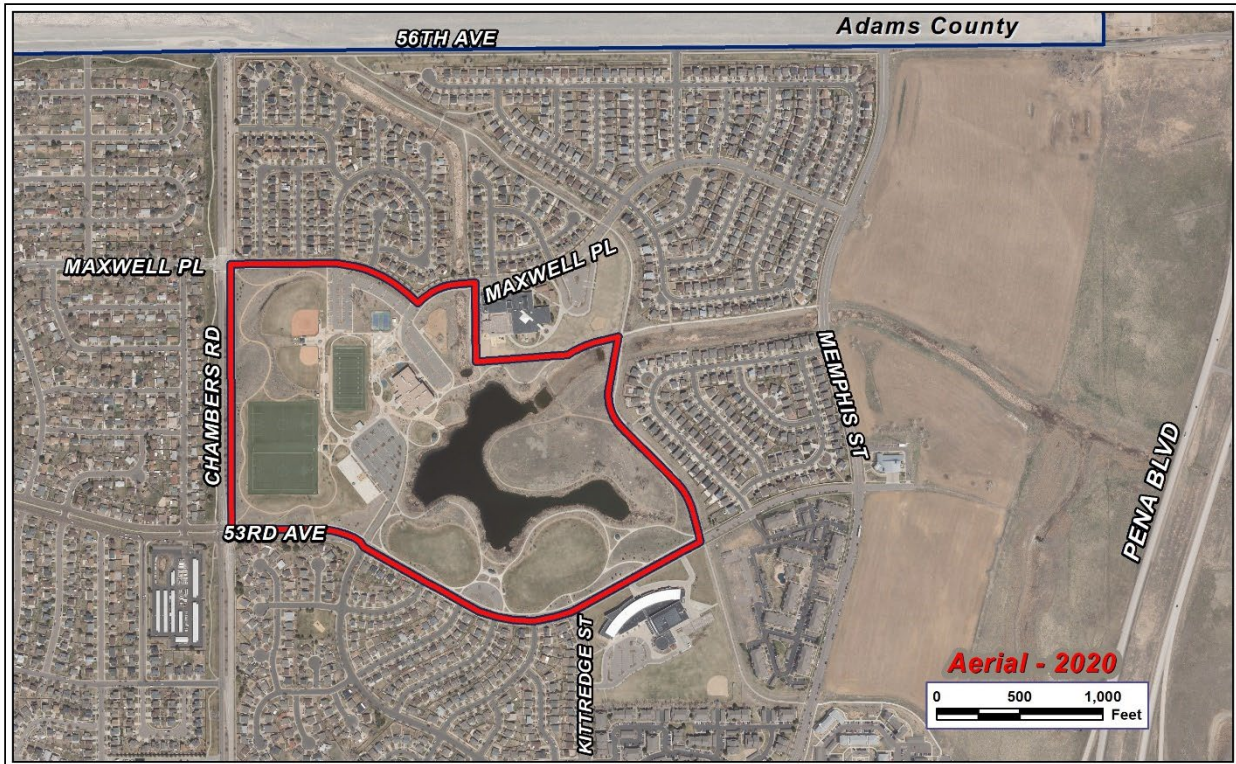 Adams County
56TH AVE
MAXWELL PL
MAXWELL PL
CHAMBERS RD
MEMPHIS ST
PENA BLVD
53RD AVE
KITTREDGE ST
Aerial - 2020
0 500 1,000
Feet